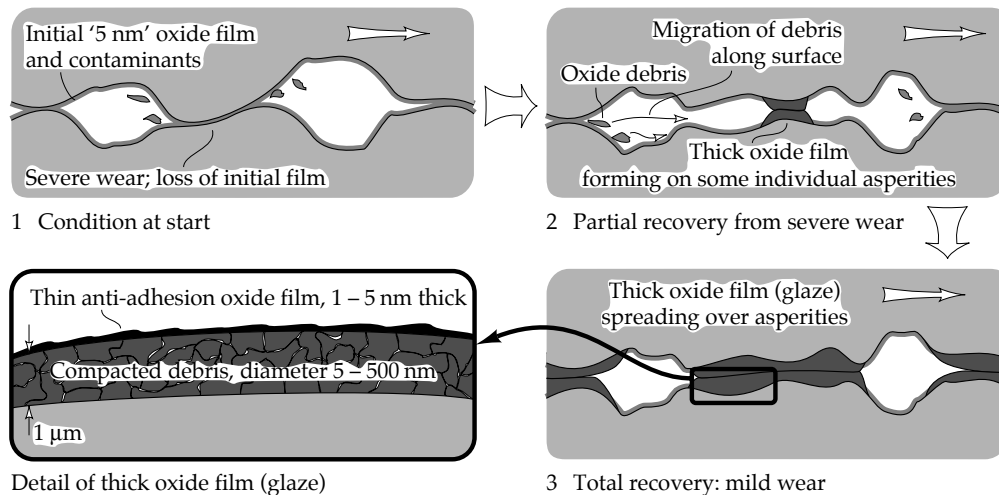 Initial ‘5 nm’ oxide film
and contaminants
Severe wear; loss of initial film
1 Condition at start
Migration of debris
along surface
Oxide debris
Thick oxide film
forming on some individual asperities
2 Partial recovery from severe wear
Thick oxide film (glaze)
spreading over asperities
3 Total recovery: mild wear
Thin anti-adhesion oxide film, 1 – 5 nm thick
Compacted debris, diameter 5 – 500 nm
1 µm
Detail of thick oxide film (glaze)